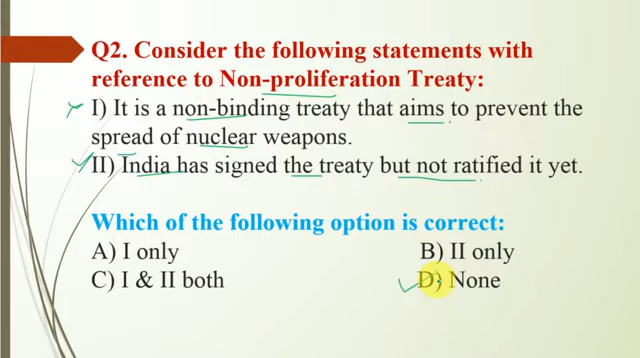 Q2. Consider the following statements with
reference to Non-proliferation Treaty:
I) It is a non-binding treaty that aims to prevent the
spread of nuclear weapons.
II) India has signed the treaty but not ratified it yet.
Which of the following option is correct:
A) I only B) II only
C) I & II both D) None